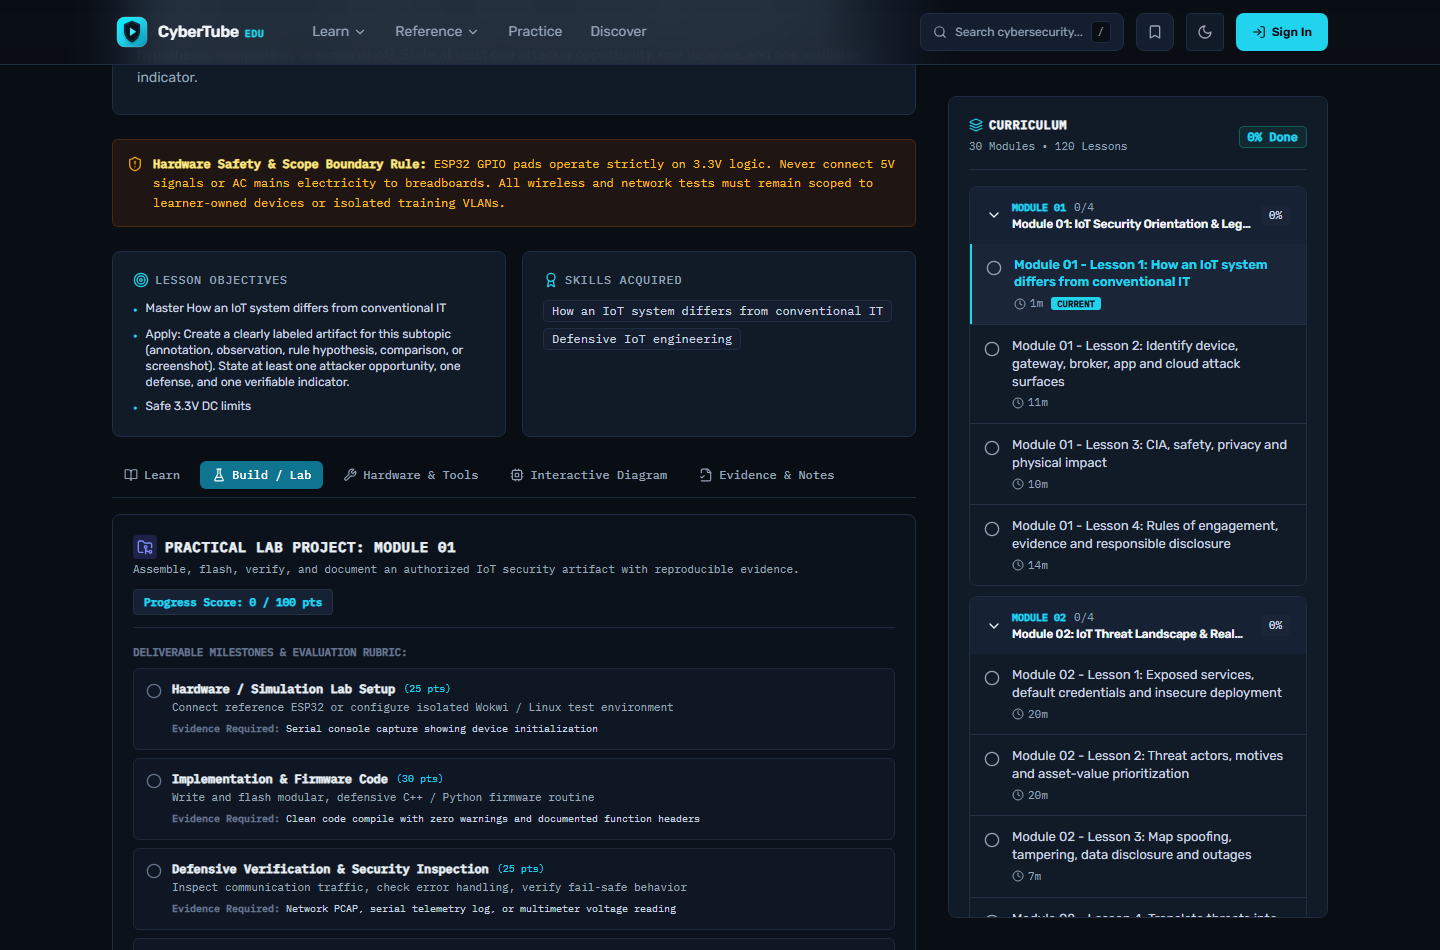 CyberTube EDU
Learn
Reference
Practice
Discover
Search cybersecurity... /
Sign In
indicator.
Hardware Safety & Scope Boundary Rule: ESP32 GPIO pads operate strictly on 3.3V logic. Never connect 5V
signals or AC mains electricity to breadboards. All wireless and network tests must remain scoped to
learner-owned devices or isolated training VLANs.
LESSON OBJECTIVES
• Master How an IoT system differs from conventional IT
• Apply: Create a clearly labeled artifact for this subtopic
(annotation, observation, rule hypothesis, comparison, or
screenshot). State at least one attacker opportunity, one
defense, and one verifiable indicator.
• Safe 3.3V DC limits
SKILLS ACQUIRED
How an IoT system differs from conventional IT
Defensive IoT engineering
Learn
Build / Lab
Hardware & Tools
Interactive Diagram
Evidence & Notes
PRACTICAL LAB PROJECT: MODULE 01
Assemble, flash, verify, and document an authorized IoT security artifact with reproducible evidence.
Progress Score: 0 / 100 pts
DELIVERABLE MILESTONES & EVALUATION RUBRIC:
Hardware / Simulation Lab Setup (25 pts)
Connect reference ESP32 or configure isolated Wokwi / Linux test environment
Evidence Required: Serial console capture showing device initialization
Implementation & Firmware Code (30 pts)
Write and flash modular, defensive C++ / Python firmware routine
Evidence Required: Clean code compile with zero warnings and documented function headers
Defensive Verification & Security Inspection (25 pts)
Inspect communication traffic, check error handling, verify fail-safe behavior
Evidence Required: Network PCAP, serial telemetry log, or multimeter voltage reading
CURRICULUM
30 Modules • 120 Lessons
0% Done
MODULE 01 0/4
Module 01: IoT Security Orientation & Leg...
0%
Module 01 - Lesson 1: How an IoT system
differs from conventional IT
1m CURRENT
Module 01 - Lesson 2: Identify device,
gateway, broker, app and cloud attack
surfaces
11m
Module 01 - Lesson 3: CIA, safety, privacy and
physical impact
10m
Module 01 - Lesson 4: Rules of engagement,
evidence and responsible disclosure
14m
MODULE 02 0/4
Module 02: IoT Threat Landscape & Real...
0%
Module 02 - Lesson 1: Exposed services,
default credentials and insecure deployment
20m
Module 02 - Lesson 2: Threat actors, motives
and asset-value prioritization
20m
Module 02 - Lesson 3: Map spoofing,
tampering, data disclosure and outages
7m
Module 02 - Lesson 4: Translate threats into